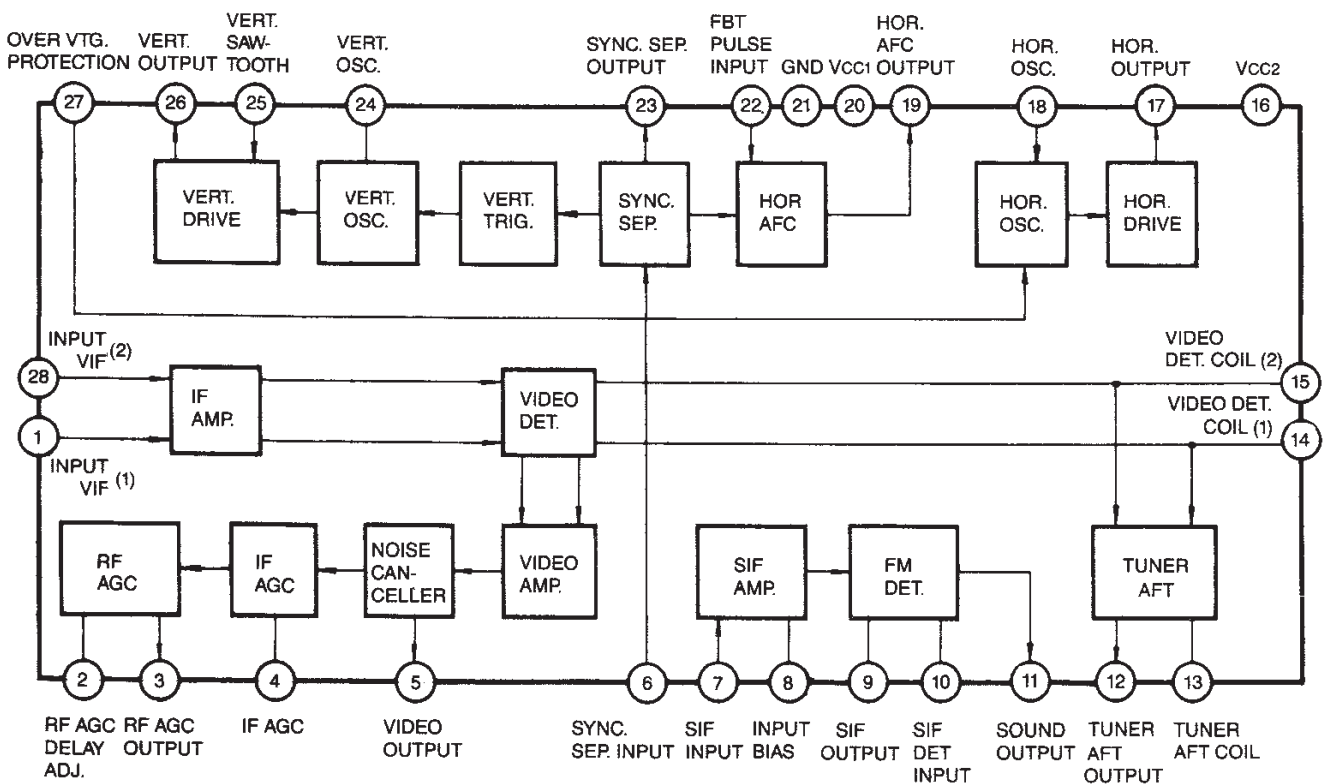 OVER VTG.
PROTECTION
VERT.
OUTPUT
VERT.
SAW-
TOOTH
VERT.
OSC.
SYNC. SEP.
OUTPUT
FBT
PULSE
INPUT
GND
VCC1
HOR.
AFC
OUTPUT
HOR.
OSC.
HOR.
OUTPUT
VCC2
27
26
25
24
23
22
21
20
19
18
17
16
VERT.
DRIVE
VERT.
OSC.
VERT.
TRIG.
SYNC.
SEP.
HOR
AFC
HOR.
OSC.
HOR.
DRIVE
INPUT
VIF (2)
28
1
INPUT
VIF (1)
IF
AMP.
VIDEO
DET.
VIDEO
DET. COIL (2)
15
VIDEO DET.
COIL (1)
14
RF
AGC
IF
AGC
NOISE
CAN-
CELLER
VIDEO
AMP.
SIF
AMP.
FM
DET.
TUNER
AFT
2
3
4
5
6
7
8
9
10
11
12
13
RF AGC
DELAY
ADJ.
RF AGC
OUTPUT
IF AGC
VIDEO
OUTPUT
SYNC.
SEP. INPUT
SIF
INPUT
INPUT
BIAS
SIF
OUTPUT
SIF
DET
INPUT
SOUND
OUTPUT
TUNER
AFT
OUTPUT
TUNER
AFT COIL